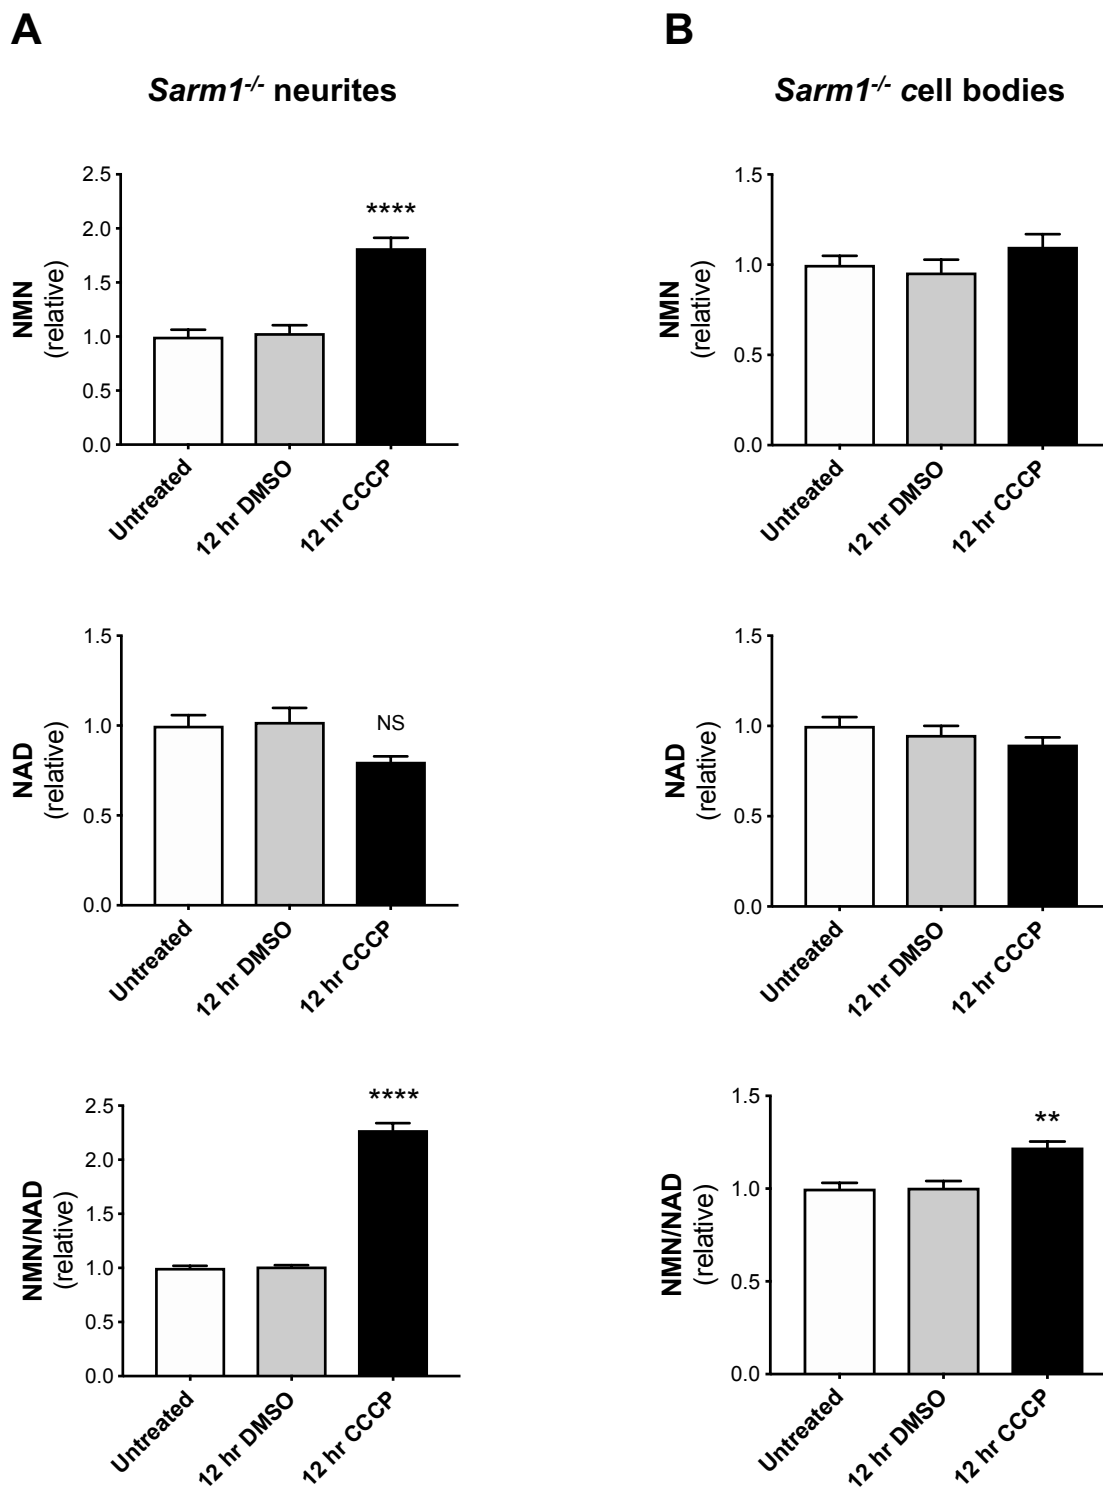 A
Sarm1-/- neurites
2.5
2.0
1.5
1.0
0.5
0.0
NMN
(relative)
****
Untreated
12 hr DMSO
12 hr CCCP
1.5
1.0
0.5
0.0
NAD
(relative)
NS
Untreated
12 hr DMSO
12 hr CCCP
2.5
2.0
1.5
1.0
0.5
0.0
NMN/NAD
(relative)
****
Untreated
12 hr DMSO
12 hr CCCP
B
Sarm1-/- cell bodies
1.5
1.0
0.5
0.0
NMN
(relative)
Untreated
12 hr DMSO
12 hr CCCP
1.5
1.0
0.5
0.0
NAD
(relative)
Untreated
12 hr DMSO
12 hr CCCP
1.5
1.0
0.5
0.0
NMN/NAD
(relative)
**
Untreated
12 hr DMSO
12 hr CCCP